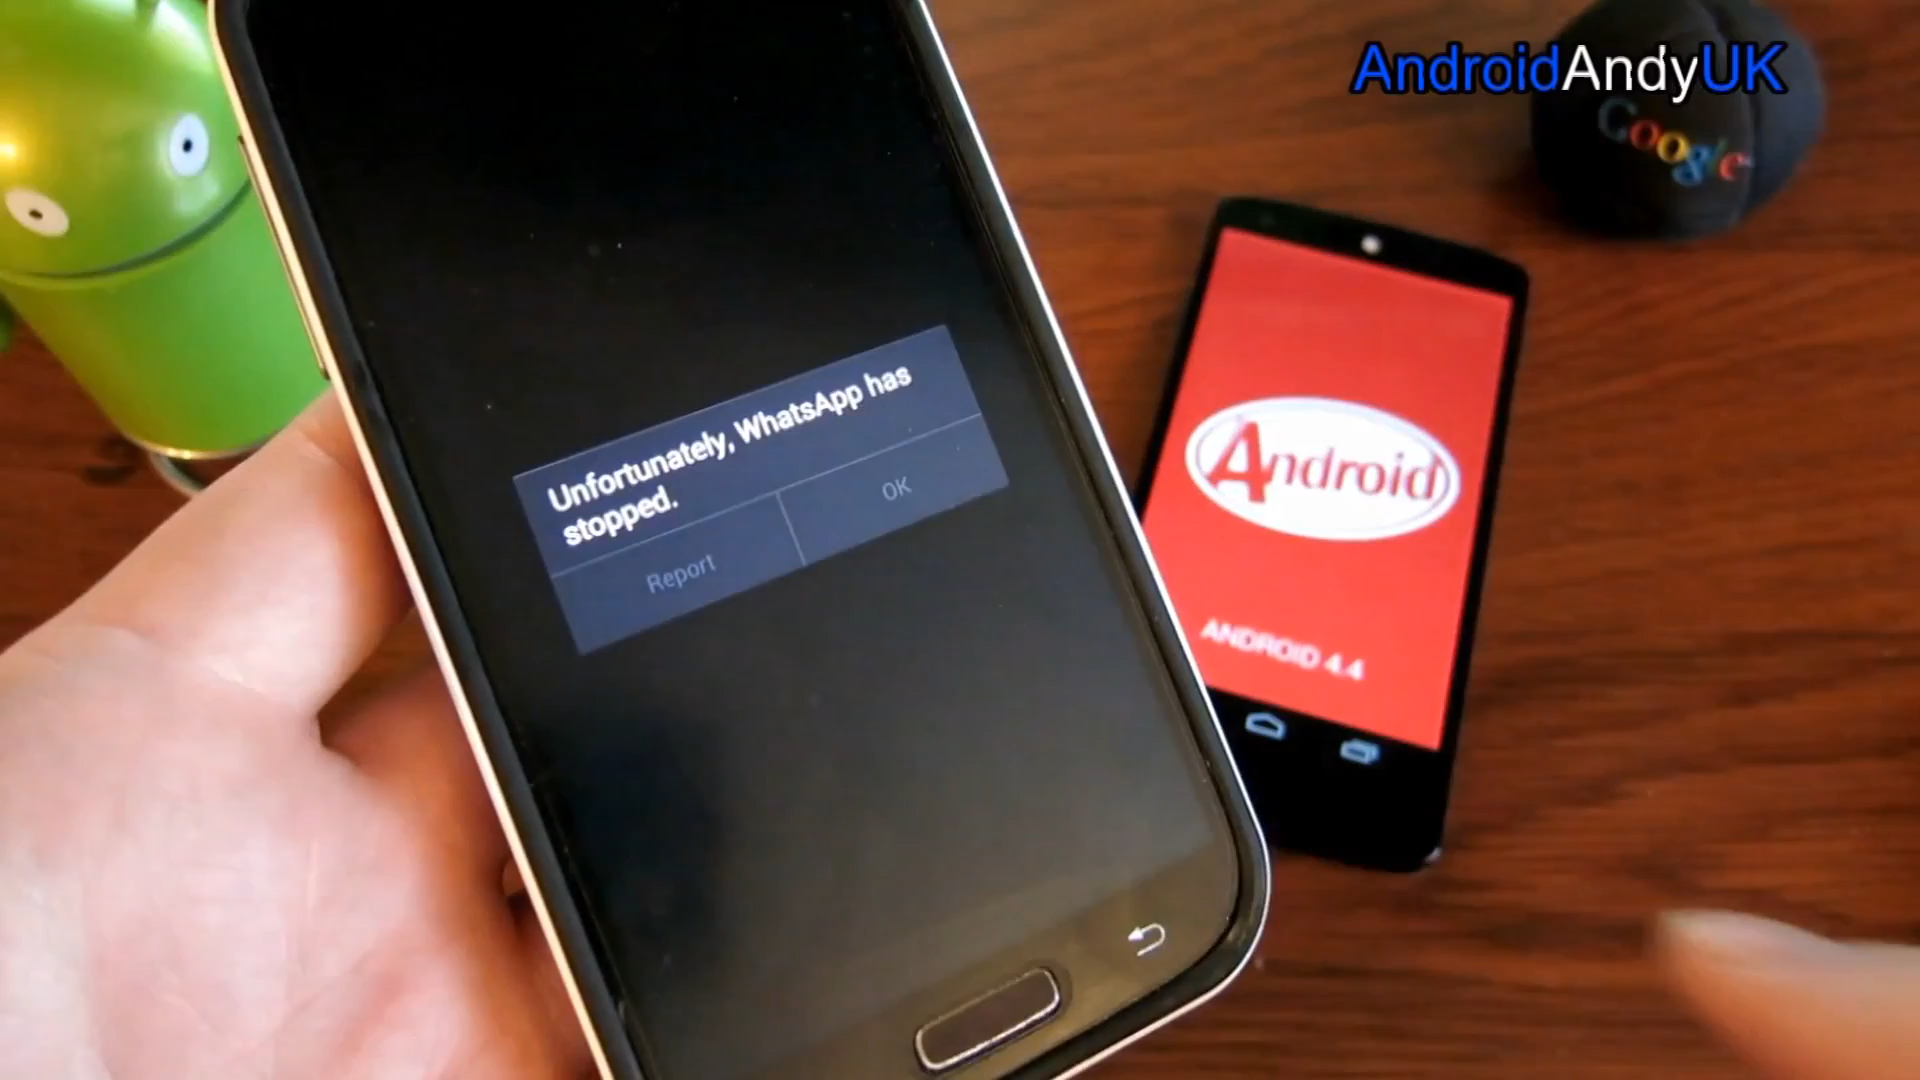 AndroidAndyUK
Google
Unfortunately, WhatsApp has
stopped.
Report
OK
Android
ANDROID 4.4